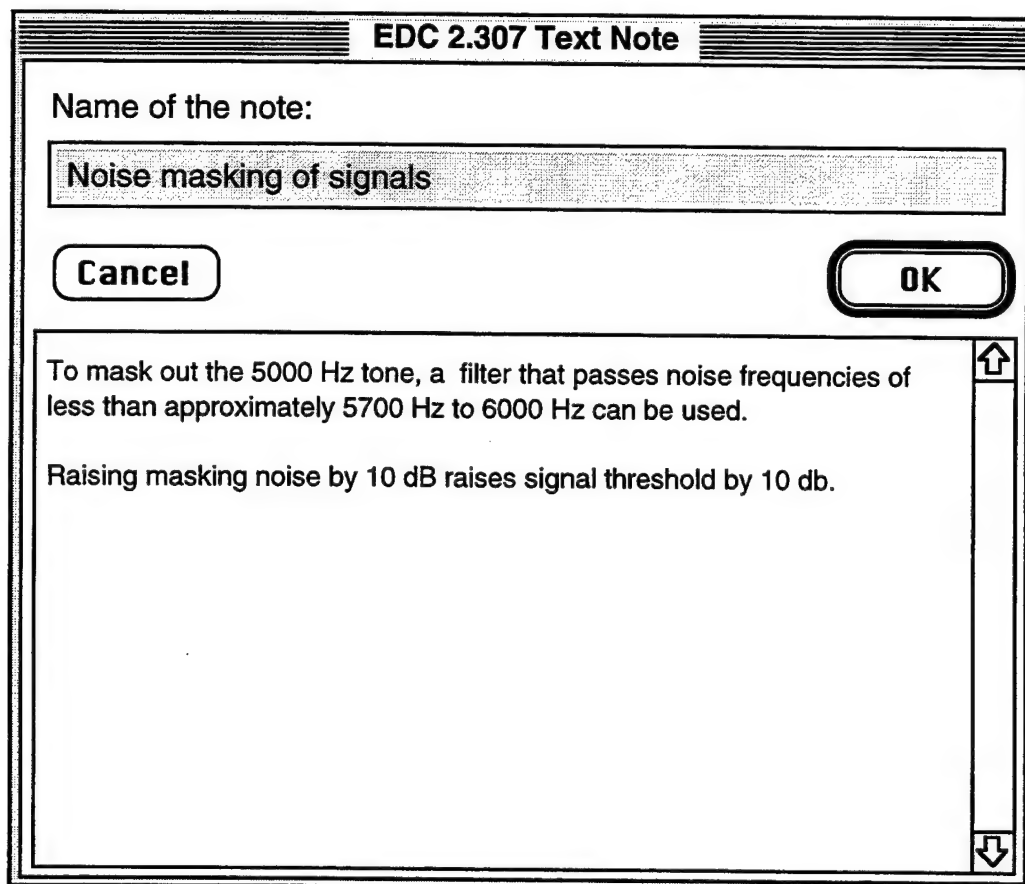 EDC 2.307 Text Note
Name of the note:
Noise masking of signals
Cancel
OK
To mask out the 5000 Hz tone, a filter that passes noise frequencies of
less than approximately 5700 Hz to 6000 Hz can be used.
Raising masking noise by 10 dB raises signal threshold by 10 db.